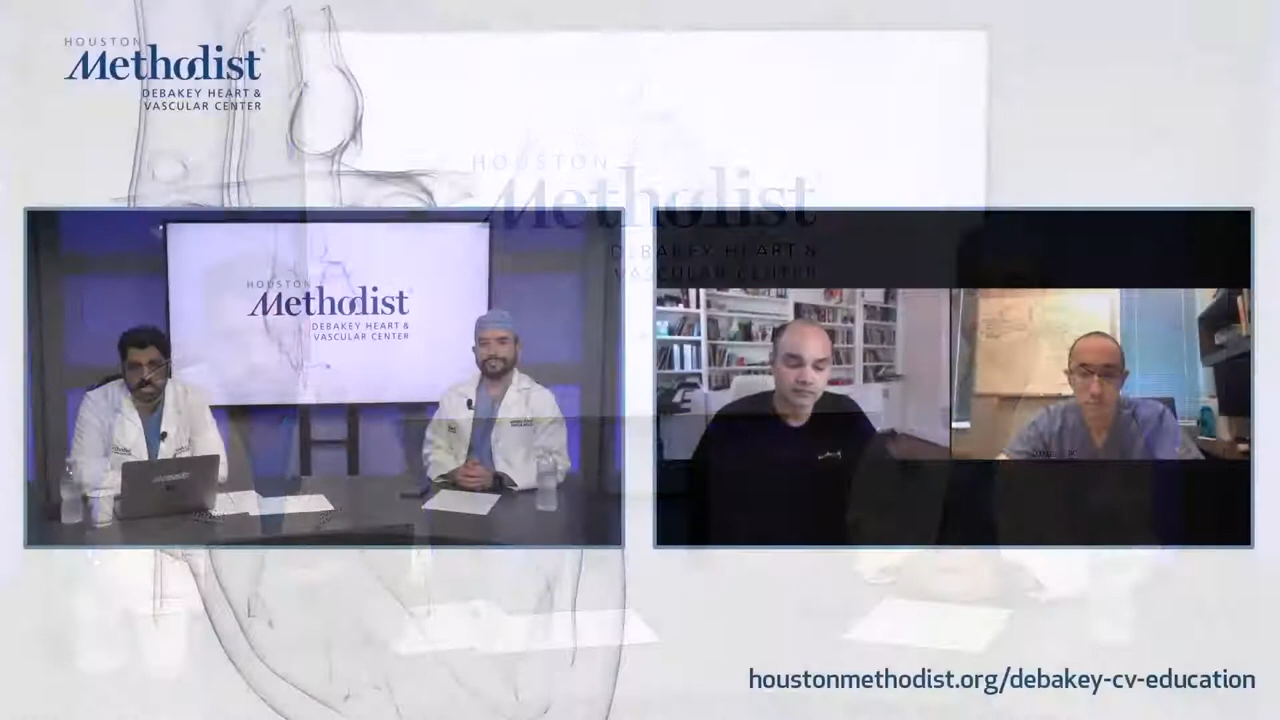 HOUSTON
Methodist
DEBAKEY HEART &
VASCULAR CENTER
HOUSTON
Methodist
DEBAKEY HEART &
VASCULAR CENTER
HOUSTON
Methodist
DEBAKEY HEART &
VASCULAR CENTER
houstonmethodist.org/debakey-cv-education